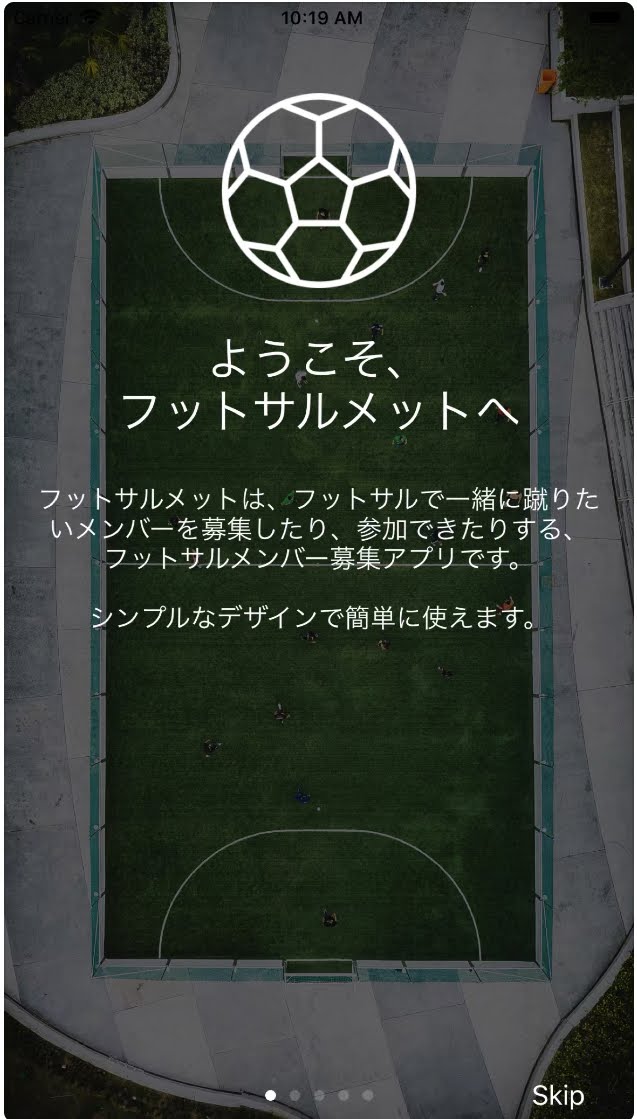 Carrier
10:19 AM
ようこそ、
フットサルメットへ
フットサルメットは、フットサルで一緒に蹴りた
いメンバーを募集したり、参加できたりする、
フットサルメンバー募集アプリです。
シンプルなデザインで簡単に使えます。
Skip